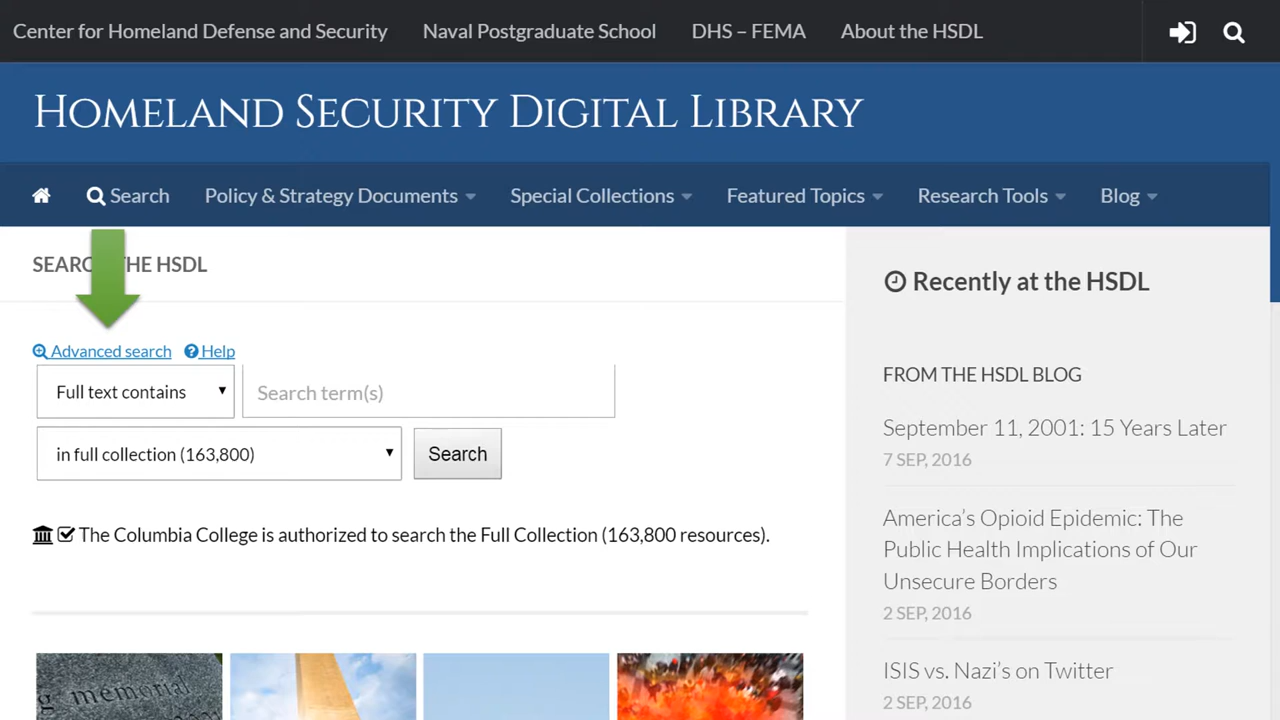 Center for Homeland Defense and Security Naval Postgraduate School DHS – FEMA About the HSDL
Homeland Security Digital Library
Search Policy & Strategy Documents Special Collections Featured Topics Research Tools Blog
SEARC THE HSDL
Advanced search Help
Full text contains Search term(s)
in full collection (163,800) Search
The Columbia College is authorized to search the Full Collection (163,800 resources).
Recently at the HSDL
FROM THE HSDL BLOG
September 11, 2001: 15 Years Later
7 SEP, 2016
America’s Opioid Epidemic: The
Public Health Implications of Our
Unsecure Borders
2 SEP, 2016
ISIS vs. Nazi’s on Twitter
2 SEP, 2016
memorial